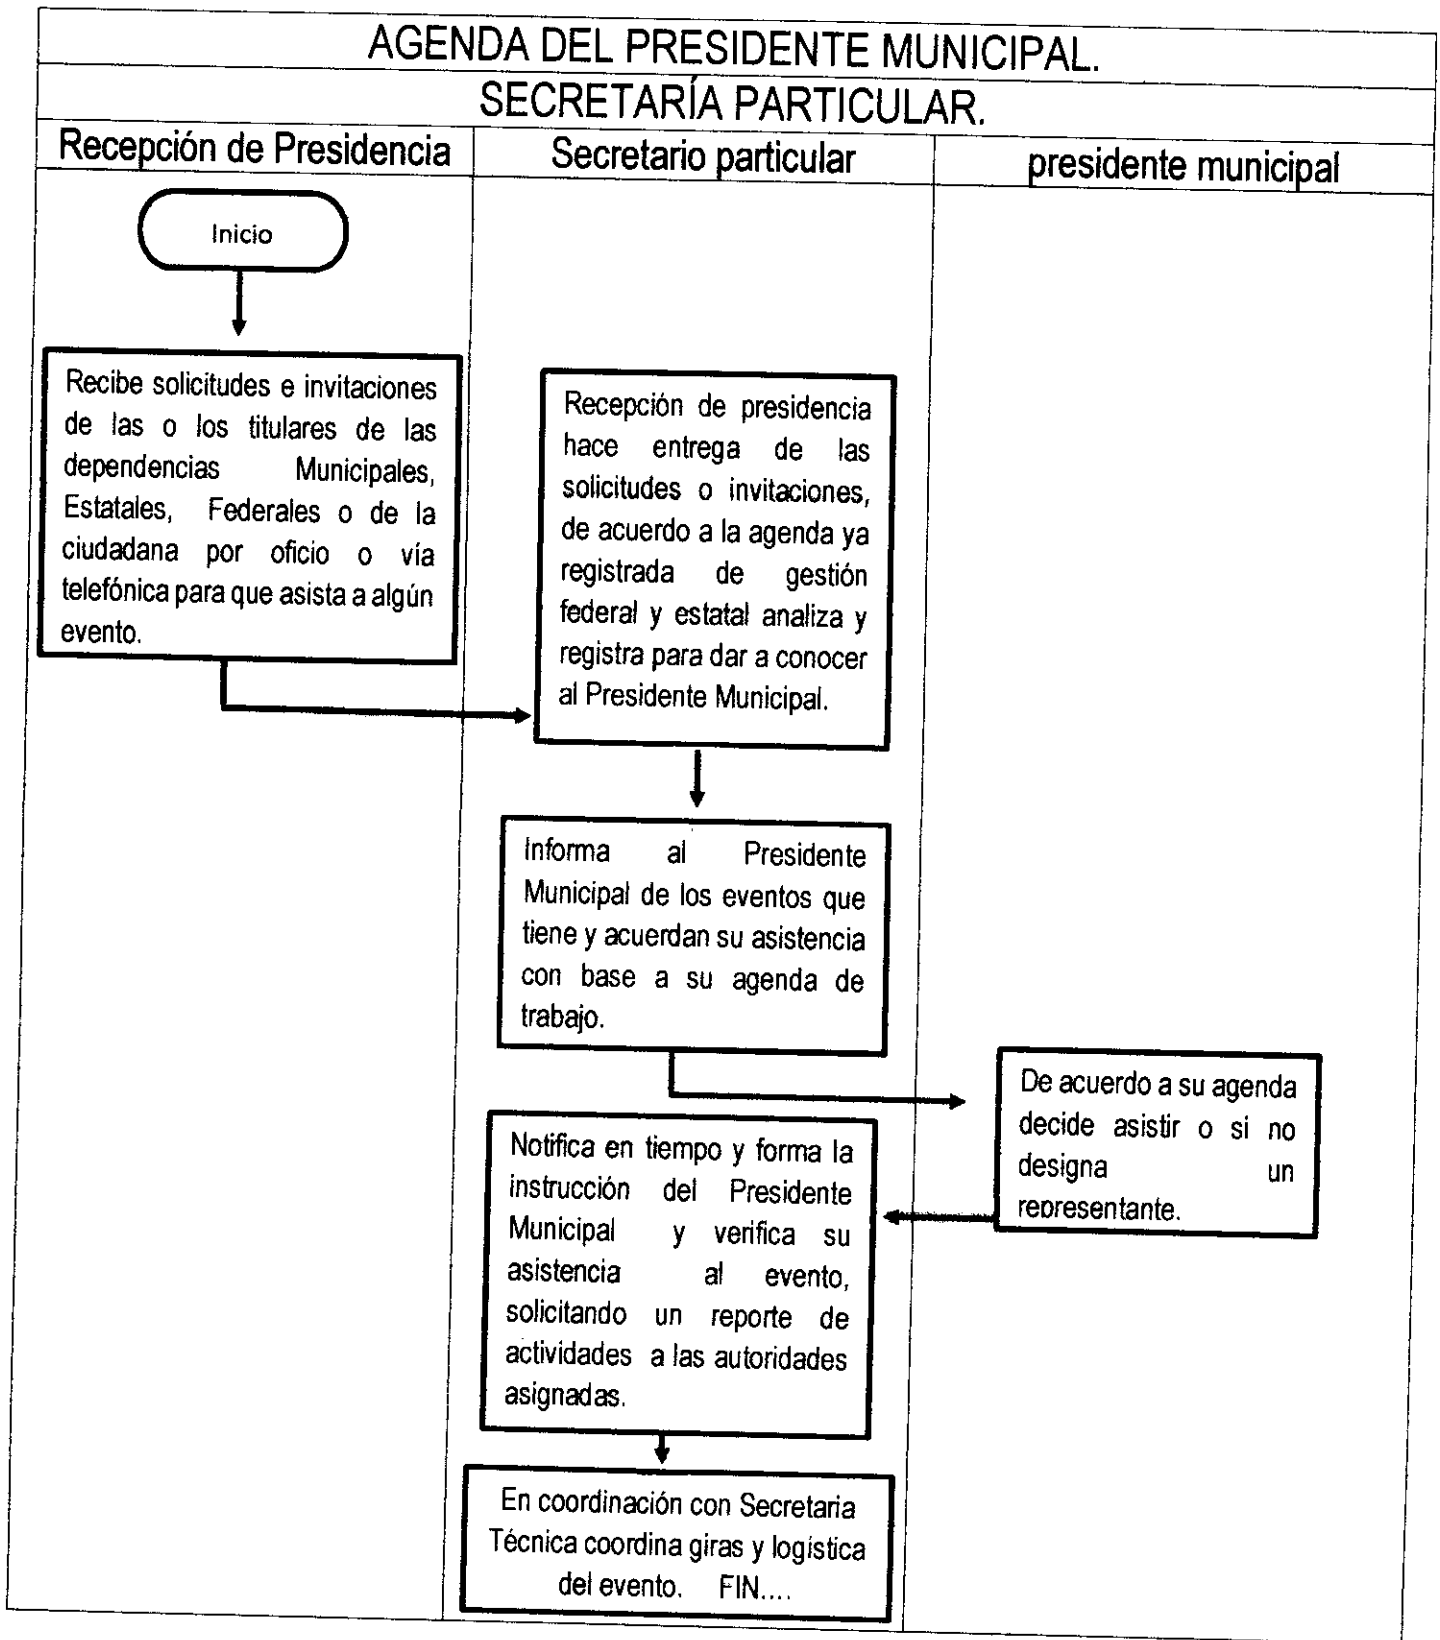 AGENDA DEL PRESIDENTE MUNICIPAL.
SECRETARÍA PARTICULAR.
Recepción de Presidencia
Secretario particular
presidente municipal
Inicio
Recibe solicitudes e invitaciones
de las o los titulares de las
dependencias Municipales,
Estatales, Federales o de la
ciudadana por oficio o vía
telefónica para que asista a algún
evento.
Recepción de presidencia
hace entrega de las
solicitudes o invitaciones,
de acuerdo a la agenda ya
registrada de gestión
federal y estatal analiza y
registra para dar a conocer
al Presidente Municipal.
Informa al Presidente
Municipal de los eventos que
tiene y acuerdan su asistencia
con base a su agenda de
trabajo.
De acuerdo a su agenda
decide asistir o si no
designa un
representante.
Notifica en tiempo y forma la
instrucción del Presidente
Municipal y verifica su
asistencia al evento,
solicitando un reporte de
actividades a las autoridades
asignadas.
En coordinación con Secretaria
Técnica coordina giras y logística
del evento. FIN....